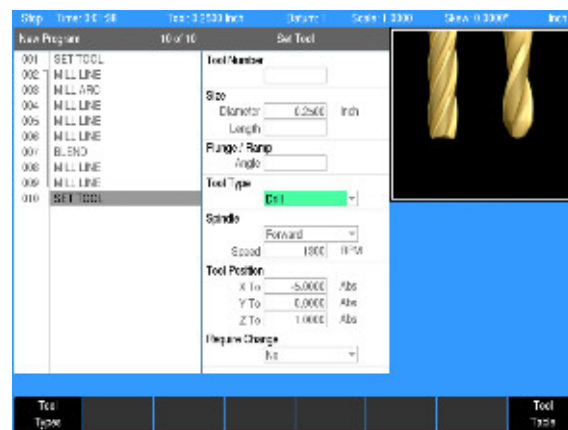 Stop Time: 3:01:38 Tool: 0.2500 Inch Datum: 1 Scale: 1.0000 Skew: 0.0000° Inch
New Program 10 of 10 Set Tool
001 SET TOOL
002 MILL LINE
003 MILL ARC
004 MILL LINE
005 MILL LINE
006 MILL LINE
007 BLEND
008 MILL LINE
009 MILL LINE
010 SET TOOL
Tool Number
Size
Diameter 0.2500 Inch
Length
Plunge / Ramp
Angle
Tool Type
Drill
Spindle
Forward
Speed RPM
Tool Position
X To -5.0000 Abs
Y To 0.0000 Abs
Z To 1.0000 Abs
Require Change
No
Tool Types
Tool Table